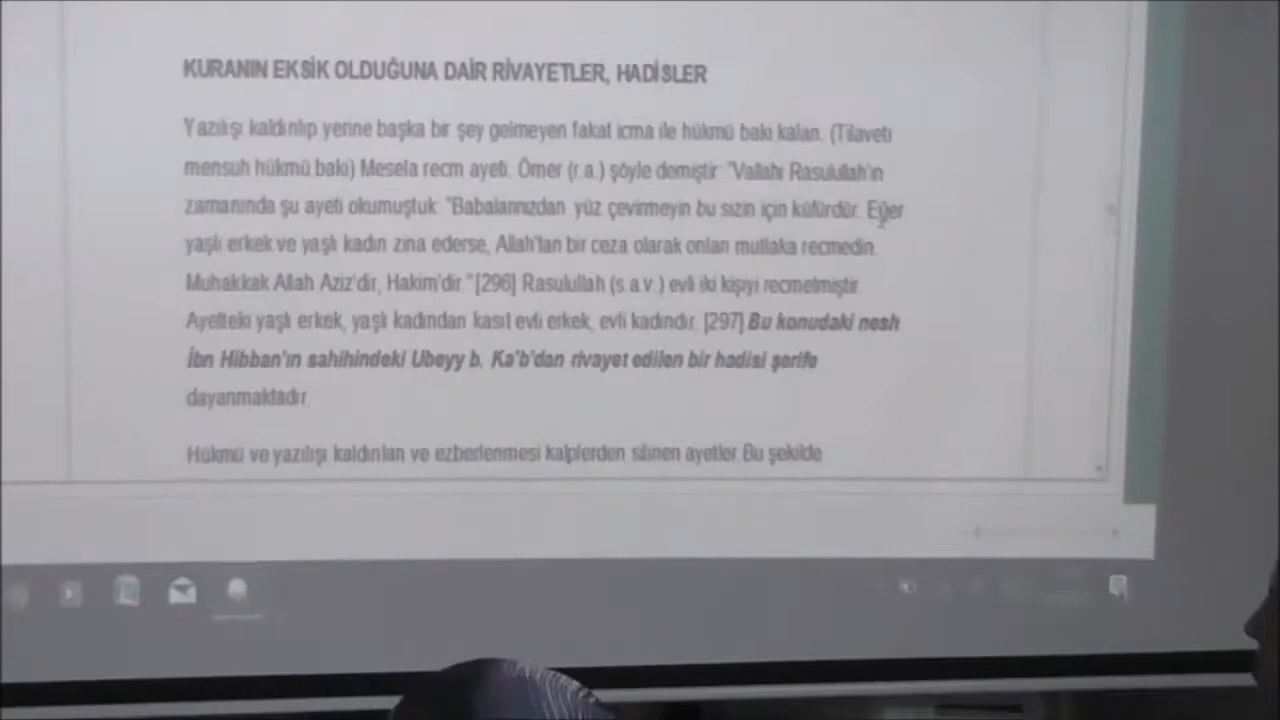 KURANIN EKSİK OLDUĞUNA DAİR RİVAYETLER, HADİSLER
Yazılışı kaldırılıp yerine başka bir şey gelmeyen fakat icma ile hükmü baki kalan. (Tilaveti
mensuh hükmü baki) Mesela recm ayeti. Ömer (r.a.) şöyle demiştir: "Vallahi Rasulullah'ın
zamanında şu ayeti okumuştuk: "Babalarınızdan yüz çevirmeyin bu sizin için küfürdür. Eğer
yaşlı erkek ve yaşlı kadın zina ederse, Allah'tan bir ceza olarak onları mutlaka recmedin.
Muhakkak Allah Aziz'dir, Hakim'dir."[296] Rasulullah (s.a.v.) evli iki kişiyi recmetmiştir.
Ayetteki yaşlı erkek, yaşlı kadından kasıt evli erkek, evli kadındır. [297] Bu konudaki nesh
İbn Hibban'ın sahihindeki Ubeyy b. Ka'b'dan rivayet edilen bir hadisi şerife
dayanmaktadır.
Hükmü ve yazılışı kaldırılan ve ezberlenmesi kalplerden silinen ayetler. Bu şekilde